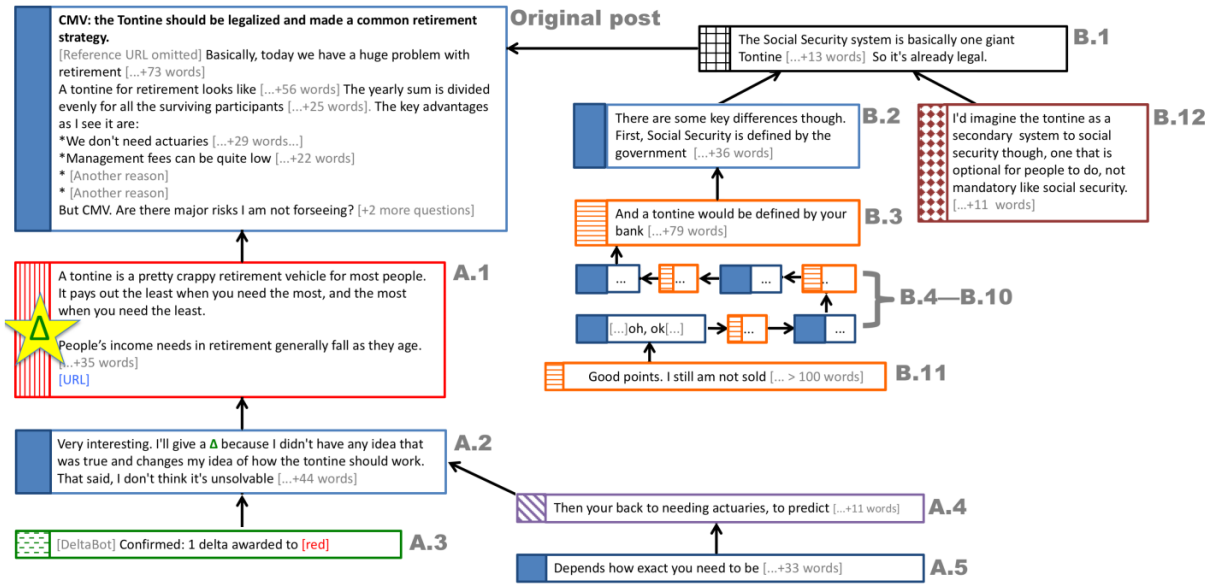 Original post
CMV: the Tontine should be legalized and made a common retirement
strategy.
[Reference URL omitted] Basically, today we have a huge problem with
retirement [...+73 words]
A tontine for retirement looks like [...+56 words) The yearly sum is divided
evenly for all the surviving participants [...+25 words]. The key advantages
as I see it are:
*We don't need actuaries [...+29 words...]
*Management fees can be quite low [...+22 words]
* [Another reason]
* [Another reason]
But CMV. Are there major risks I am not forseeing? [+2 more questions]
A.1
A tontine is a pretty crappy retirement vehicle for most people.
It pays out the least when you need the most, and the most
when you need the least.
Δ
People's income needs in retirement generally fall as they age.
[...+35 words]
[URL]
A.2
Very interesting. I'll give a Δ because I didn't have any idea that
was true and changes my idea of how the tontine should work.
That said, I don't think it's unsolvable [...+44 words]
A.3
[DeltaBot] Confirmed: 1 delta awarded to [red]
A.4
Then your back to needing actuaries, to predict [...+11 words]
A.5
Depends how exact you need to be [...+33 words]
B.1
The Social Security system is basically one giant
Tontine [...+13 words] So it's already legal.
B.2
There are some key differences though.
First, Social Security is defined by the
government [...+36 words]
B.12
I'd imagine the tontine as a
secondary system to social
security though, one that is
optional for people to do, not
mandatory like social security.
[...+11 words]
B.3
And a tontine would be defined by your
bank [...+79 words]
B.4—B.10
... ... ... ...
[...]oh, ok[...] ... ...
B.11
Good points. I still am not sold [... > 100 words]